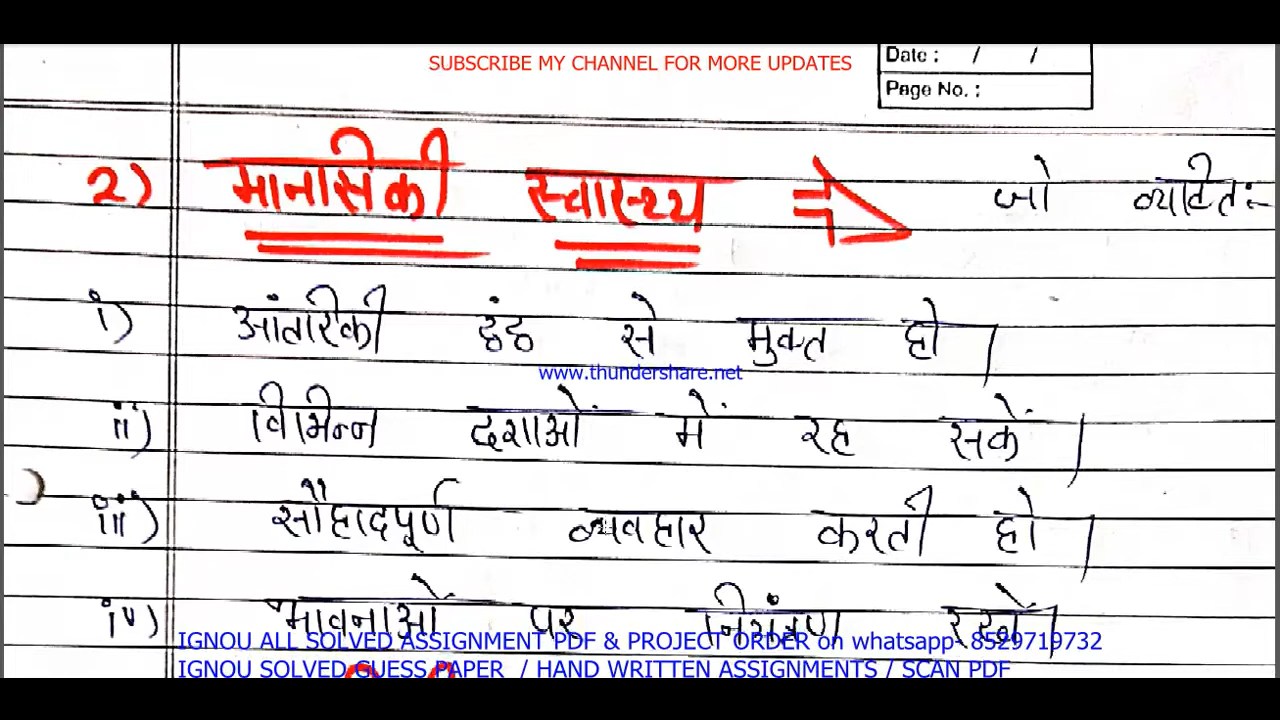 SUBSCRIBE MY CHANNEL FOR MORE UPDATES
Date : / /
Page No. :
2) मानसिकी स्वास्थ्य ⇒ जो व्यक्ति:-
i) आंतरिकी द्वंद्व से मुक्त हो।
www.thundershare.net
ii) विभिन्न दशाओं में रह सकें।
iii) सौहादपूर्ण व्यवहार करती हो।
iv) भावनाओं पर नियंत्रण रखें।
IGNOU ALL SOLVED ASSIGNMENT PDF & PROJECT ORDER on whatsapp- 8529719732
IGNOU SOLVED GUESS PAPER / HAND WRITTEN ASSIGNMENTS / SCAN PDF